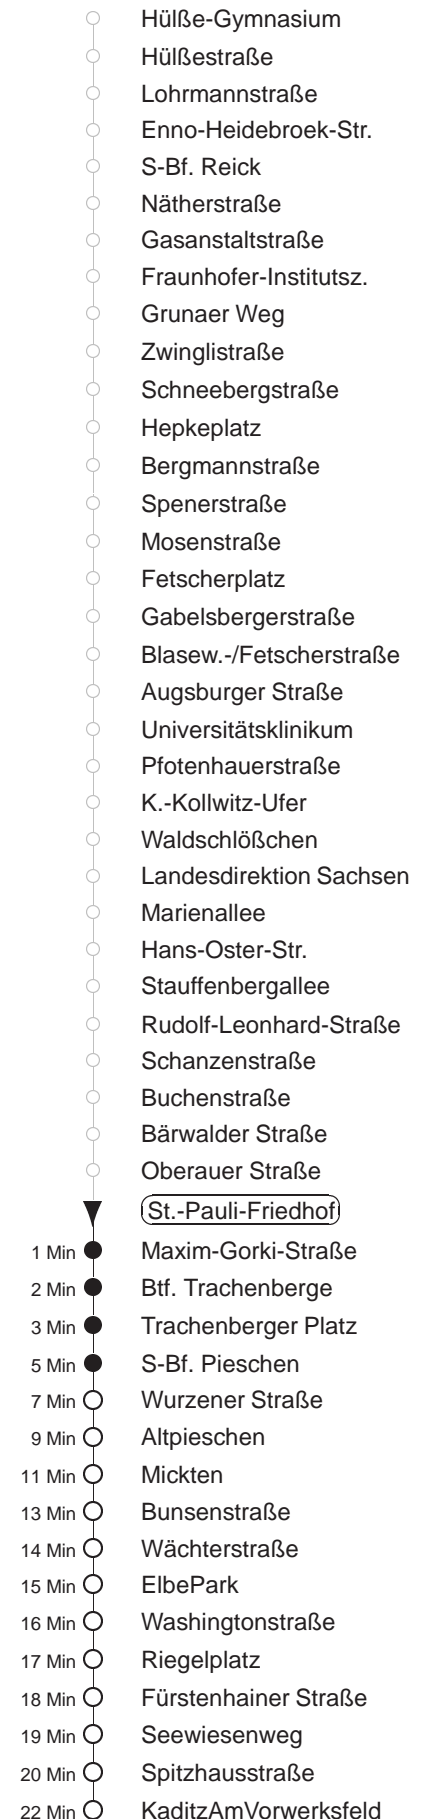 Hülße-Gymnasium
Hülßestraße
Lohrmannstraße
Enno-Heidebroek-Str.
S-Bf. Reick
Nätherstraße
Gasanstaltstraße
Fraunhofer-Institutsz.
Grunaer Weg
Zwinglistraße
Schneebergstraße
Hepkeplatz
Bergmannstraße
Spenerstraße
Mosenstraße
Fetscherplatz
Gabelsbergerstraße
Blasew.-/Fetscherstraße
Augsburger Straße
Universitätsklinikum
Pfotenhauerstraße
K.-Kollwitz-Ufer
Waldschlößchen
Landesdirektion Sachsen
Marienallee
Hans-Oster-Str.
Stauffenbergallee
Rudolf-Leonhard-Straße
Schanzenstraße
Buchenstraße
Bärwalder Straße
Oberauer Straße
St.-Pauli-Friedhof
1 Min Maxim-Gorki-Straße
2 Min Btf. Trachenberge
3 Min Trachenberger Platz
5 Min S-Bf. Pieschen
7 Min Wurzener Straße
9 Min Altpieschen
11 Min Mickten
13 Min Bunsenstraße
14 Min Wächterstraße
15 Min ElbePark
16 Min Washingtonstraße
17 Min Riegelplatz
18 Min Fürstenhainer Straße
19 Min Seewiesenweg
20 Min Spitzhausstraße
22 Min KaditzAmVorwerksfeld